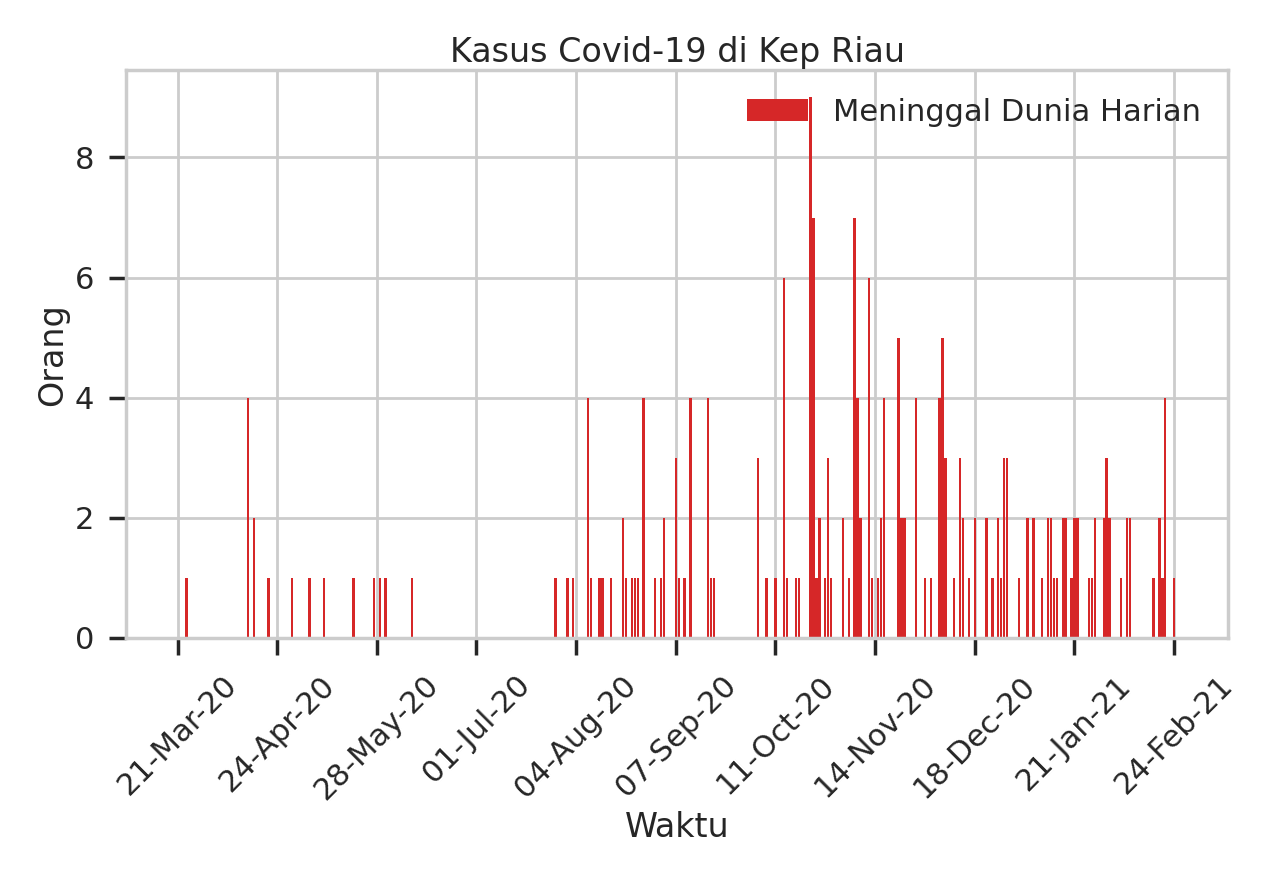 Kasus Covid-19 di Kep Riau
Meninggal Dunia Harian
8
6
4
2
0
Orang
21-Mar-20
24-Apr-20
28-May-20
01-Jul-20
04-Aug-20
07-Sep-20
11-Oct-20
14-Nov-20
18-Dec-20
21-Jan-21
24-Feb-21
Waktu